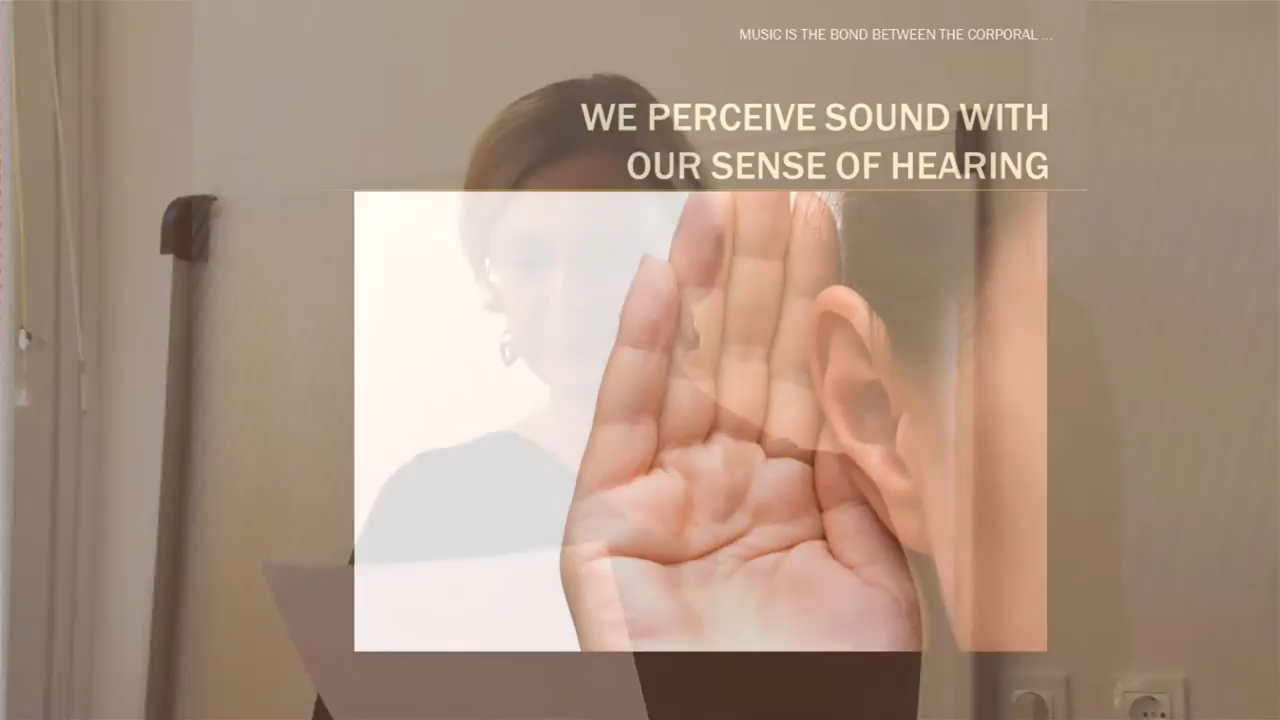 MUSIC IS THE BOND BETWEEN THE CORPORAL ...
WE PERCEIVE SOUND WITH
OUR SENSE OF HEARING